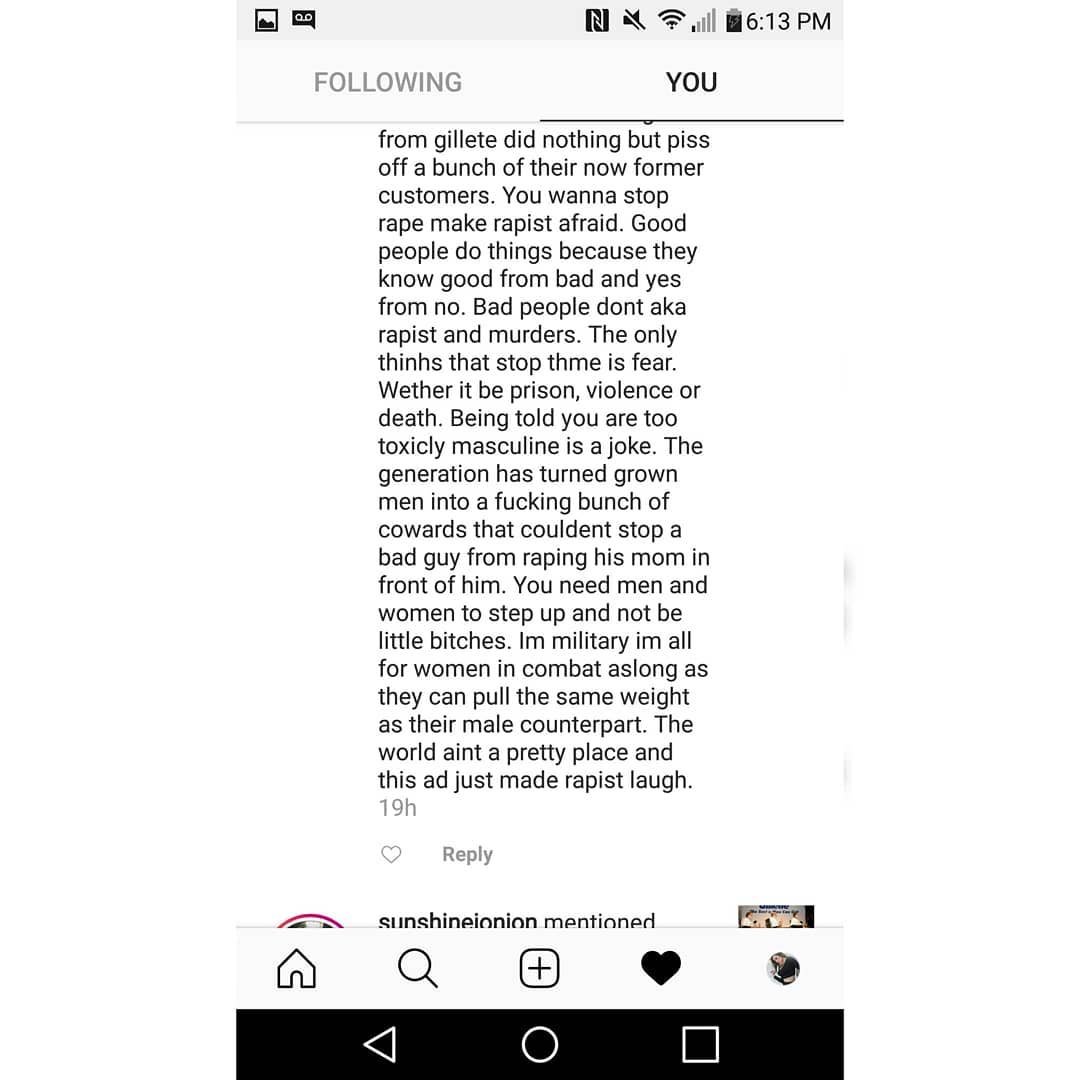 6:13 PM
FOLLOWING
YOU
from gillete did nothing but piss
off a bunch of their now former
customers. You wanna stop
rape make rapist afraid. Good
people do things because they
know good from bad and yes
from no. Bad people dont aka
rapist and murders. The only
thinhs that stop thme is fear.
Wether it be prison, violence or
death. Being told you are too
toxicly masculine is a joke. The
generation has turned grown
men into a fucking bunch of
cowards that couldent stop a
bad guy from raping his mom in
front of him. You need men and
women to step up and not be
little bitches. Im military im all
for women in combat aslong as
they can pull the same weight
as their male counterpart. The
world aint a pretty place and
this ad just made rapist laugh.
19h
Reply
sunshinejonion mentioned